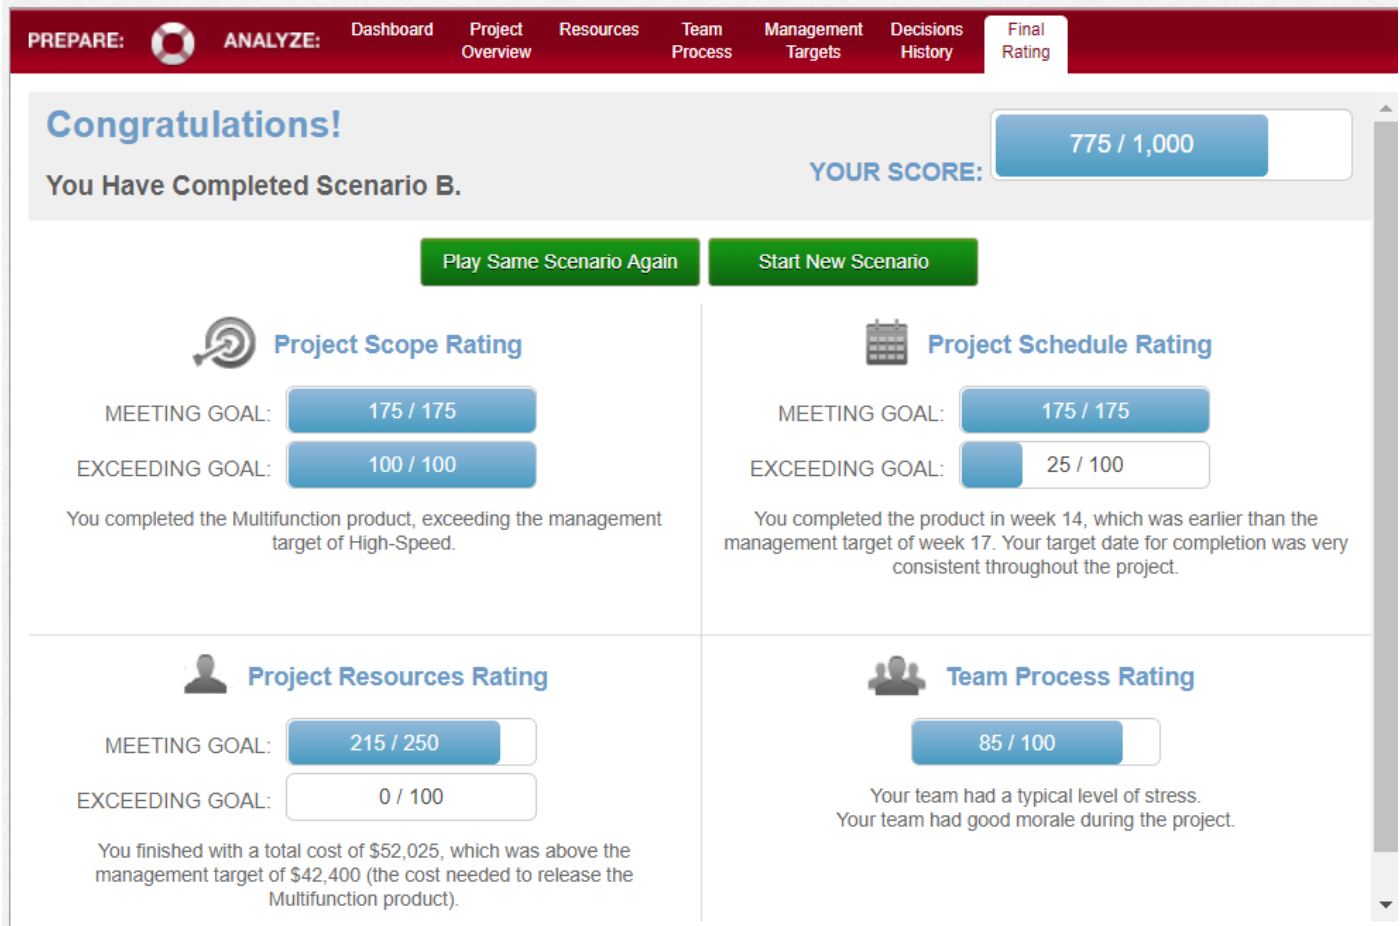 PREPARE:
ANALYZE:
Dashboard
Project
Overview
Resources
Team
Process
Management
Targets
Decisions
History
Final
Rating
Congratulations!
You Have Completed Scenario B.
YOUR SCORE:
775 / 1,000
Play Same Scenario Again
Start New Scenario
Project Scope Rating
MEETING GOAL:
175 / 175
EXCEEDING GOAL:
100 / 100
You completed the Multifunction product, exceeding the management
target of High-Speed.
Project Schedule Rating
MEETING GOAL:
175 / 175
EXCEEDING GOAL:
25 / 100
You completed the product in week 14, which was earlier than the
management target of week 17. Your target date for completion was very
consistent throughout the project.
Project Resources Rating
MEETING GOAL:
215 / 250
EXCEEDING GOAL:
0 / 100
You finished with a total cost of $52,025, which was above the
management target of $42,400 (the cost needed to release the
Multifunction product).
Team Process Rating
85 / 100
Your team had a typical level of stress.
Your team had good morale during the project.